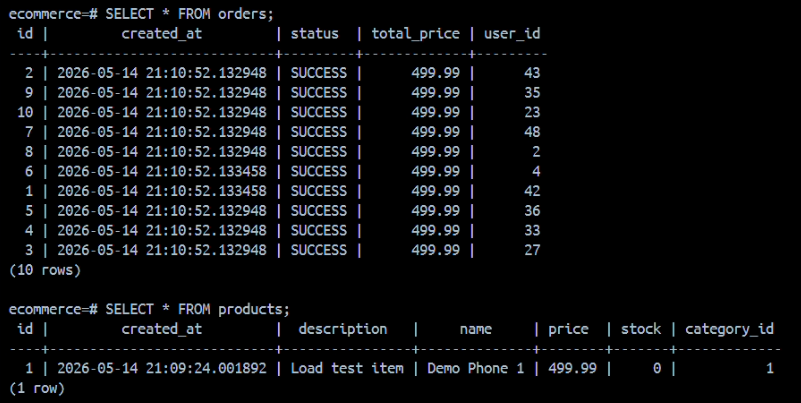 ecommerce=# SELECT * FROM orders;
 id |         created_at         | status  | total_price | user_id
----+----------------------------+---------+-------------+---------
  2 | 2026-05-14 21:10:52.132948 | SUCCESS |      499.99 |      43
  9 | 2026-05-14 21:10:52.132948 | SUCCESS |      499.99 |      35
 10 | 2026-05-14 21:10:52.132948 | SUCCESS |      499.99 |      23
  7 | 2026-05-14 21:10:52.132948 | SUCCESS |      499.99 |      48
  8 | 2026-05-14 21:10:52.132948 | SUCCESS |      499.99 |       2
  6 | 2026-05-14 21:10:52.133458 | SUCCESS |      499.99 |       4
  1 | 2026-05-14 21:10:52.133458 | SUCCESS |      499.99 |      42
  5 | 2026-05-14 21:10:52.132948 | SUCCESS |      499.99 |      36
  4 | 2026-05-14 21:10:52.132948 | SUCCESS |      499.99 |      33
  3 | 2026-05-14 21:10:52.132948 | SUCCESS |      499.99 |      27
(10 rows)

ecommerce=# SELECT * FROM products;
 id |         created_at         |  description   |     name     | price  | stock | category_id
----+----------------------------+----------------+--------------+--------+-------+-------------
  1 | 2026-05-14 21:09:24.001892 | Load test item | Demo Phone 1 | 499.99 |     0 |           1
(1 row)